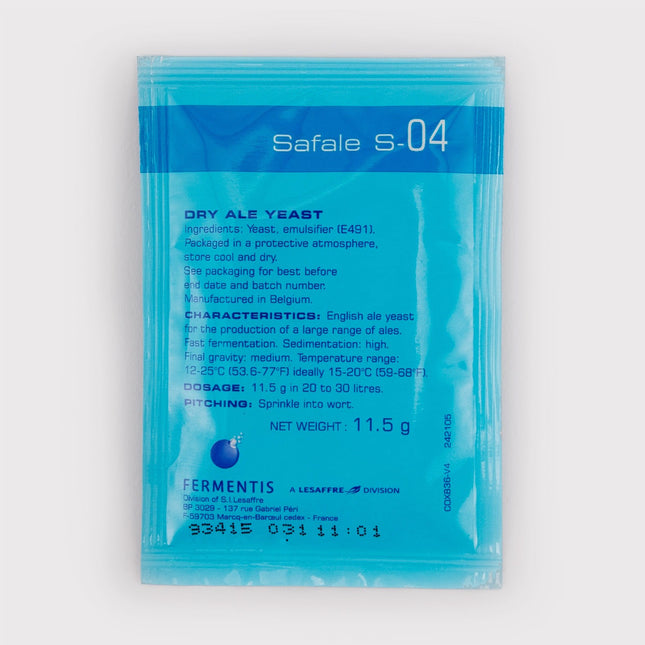 Safale S-04
DRY ALE YEAST
Ingredients: Yeast, emulsifier (E491).
Packaged in a protective atmosphere,
store cool and dry.
See packaging for best before
end date and batch number.
Manufactured in Belgium.
CHARACTERISTICS: English ale yeast
for the production of a large range of ales.
Fast fermentation. Sedimentation: high.
Final gravity: medium. Temperature range:
12-25°C (53.6-77°F) ideally 15-20°C (59-68°F).
DOSAGE: 11.5 g in 20 to 30 litres.
PITCHING: Sprinkle into wort.
NET WEIGHT: 11.5 g
FERMENTIS A LESAFFRE DIVISION
Division of S.I.Lesaffre
BP 3029 - 137 rue Gabriel Péri
F-59703 Marcq-en-Barœul cedex - France
93415 031 11:01
CDX836-V4 242105